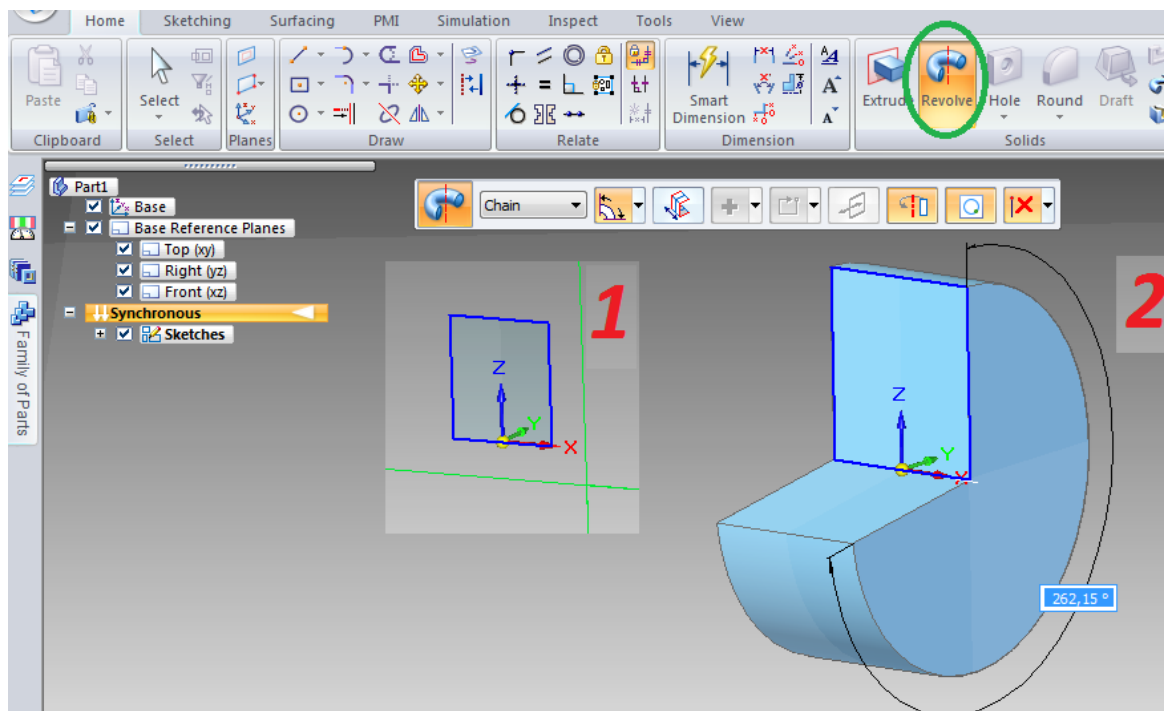 Home Sketching Surfacing PMI Simulation Inspect Tools View
Paste Select Smart Dimension Extrud Revolve Hole Round Draft
Clipboard Select Planes Draw Relate Dimension Solids
Part1
Base
Base Reference Planes
Top (xy)
Right (yz)
Front (xz)
Synchronous
Sketches
Family of Parts
Chain
1
Z
Y
X
2
Z
Y
X
262,15 °